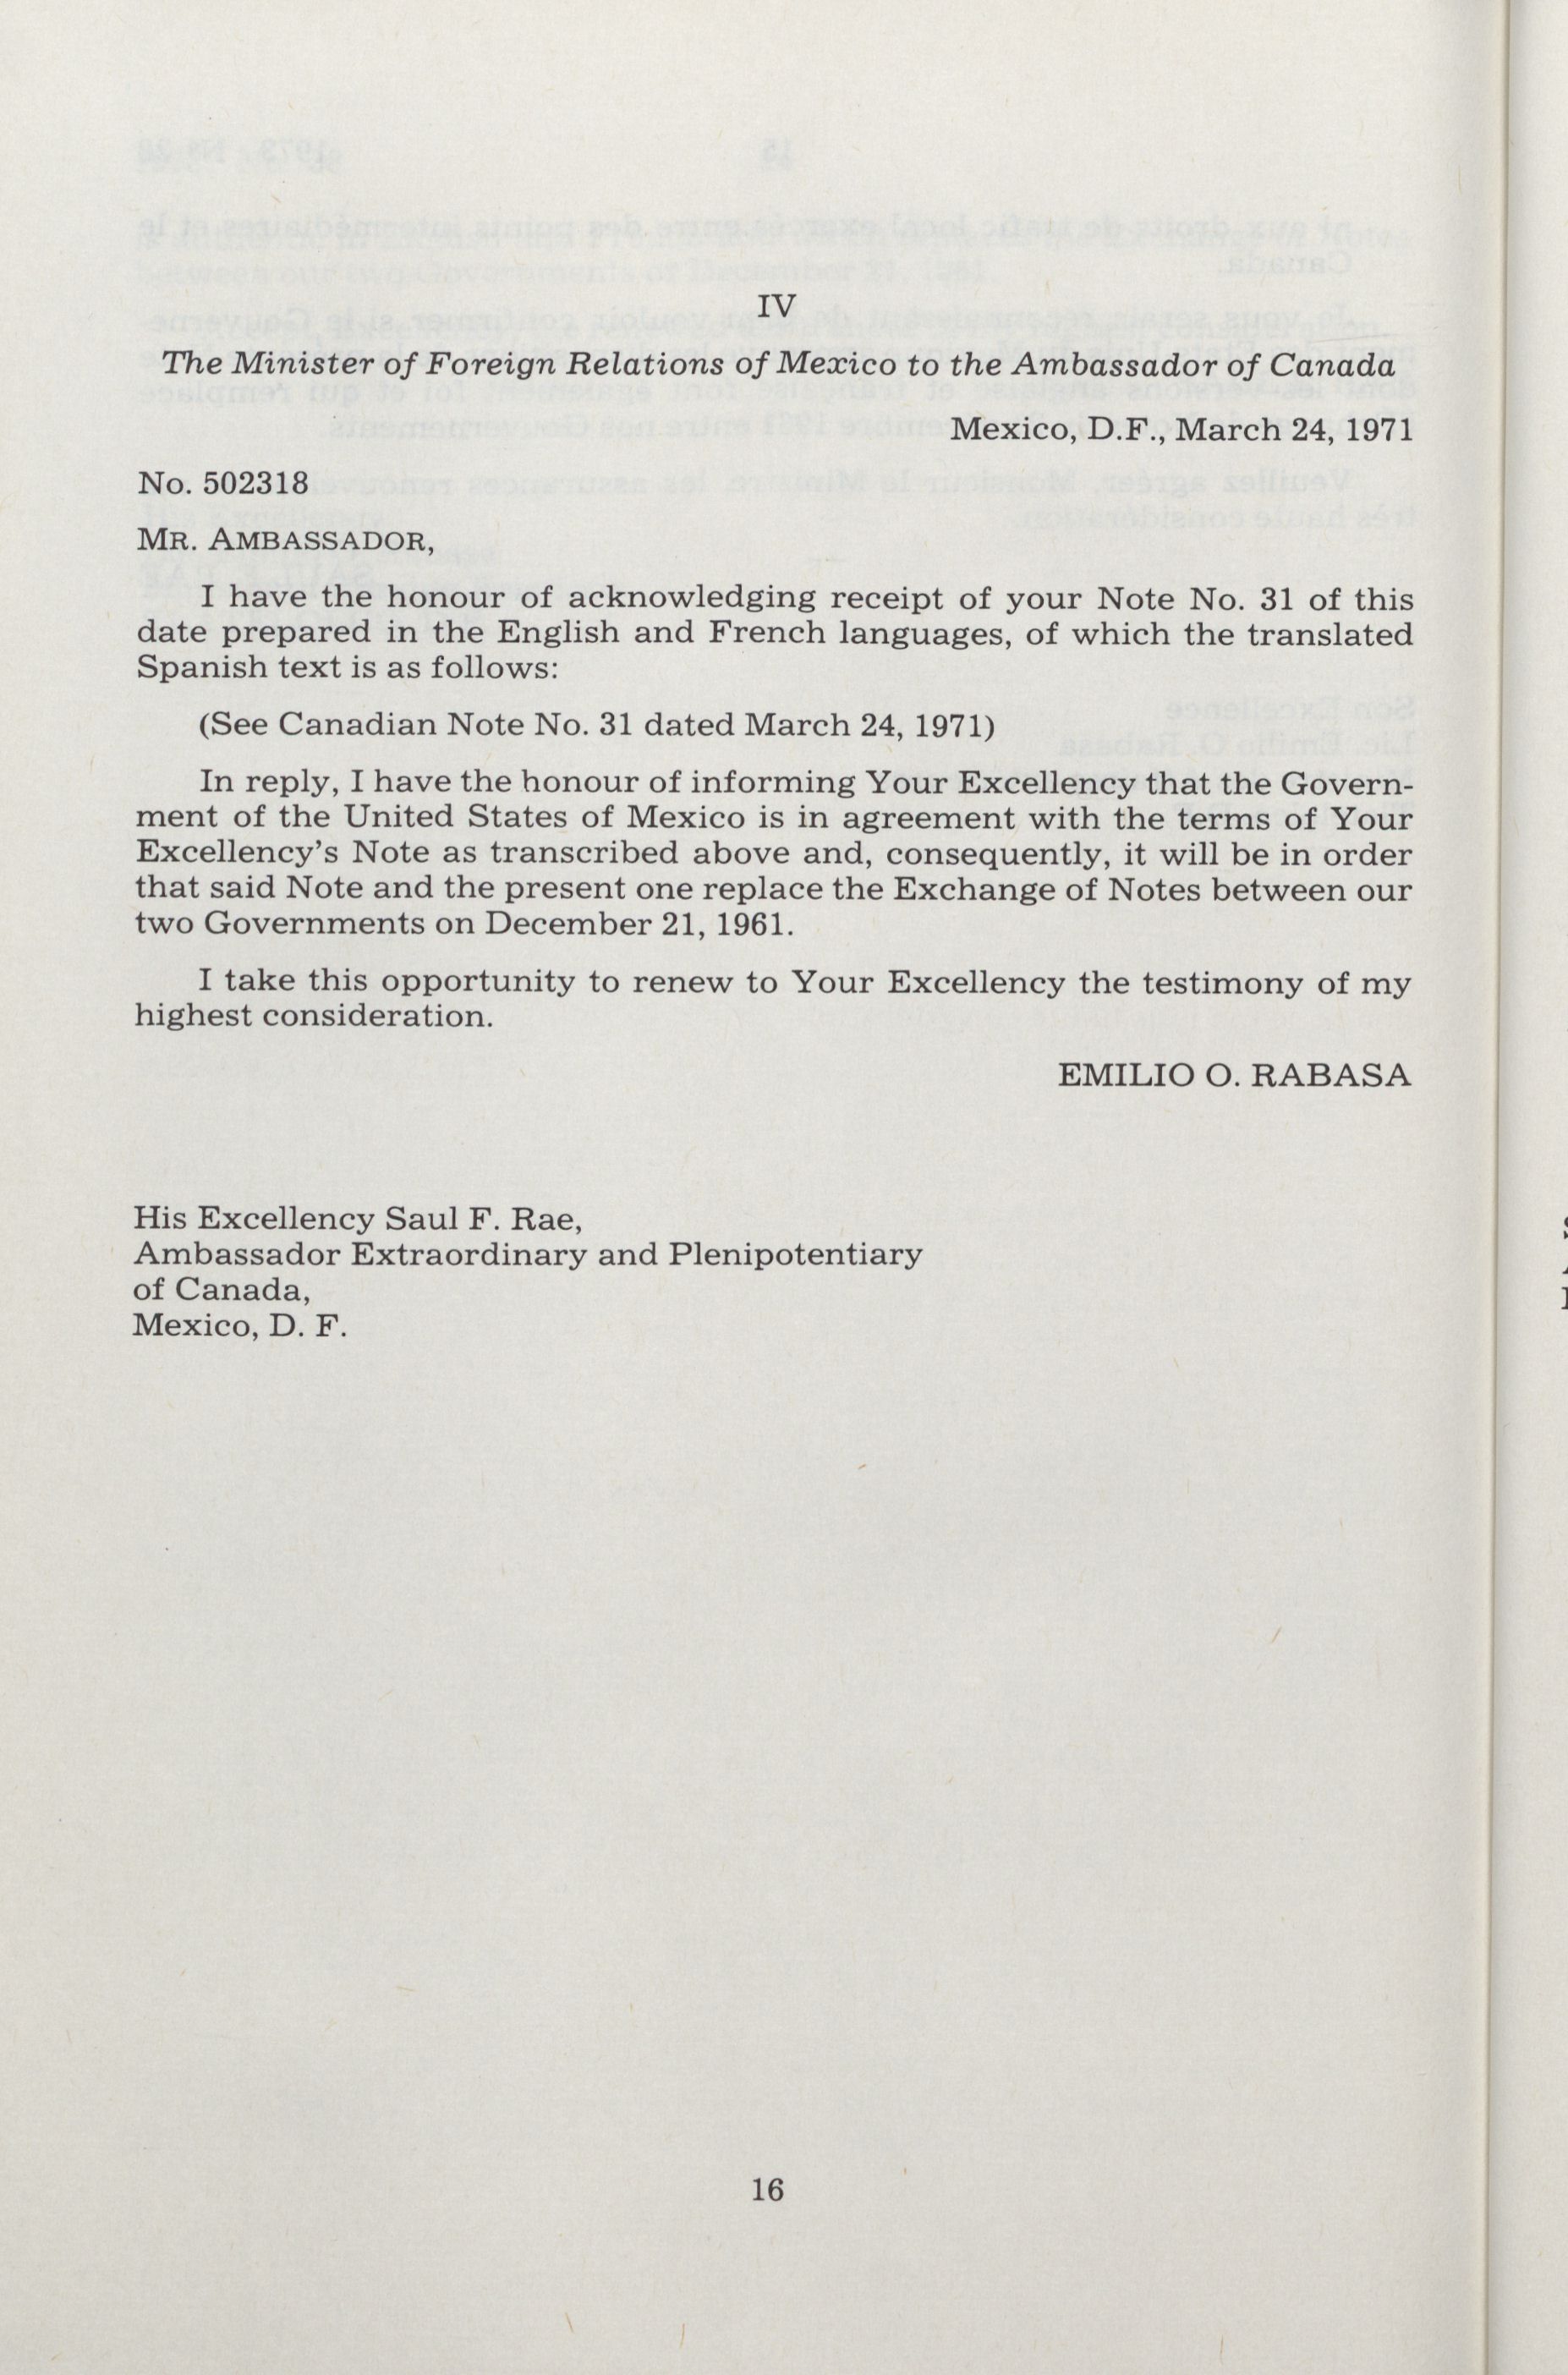 IV
The Minister of Foreign Relations of Mexico to the Ambassador of Canada
Mexico, D.F., March 24, 1971
No. 502318
MR. AMBASSADOR,
I have the honour of acknowledging receipt of your Note No. 31 of this
date prepared in the English and French languages, of which the translated
Spanish text is as follows:
(See Canadian Note No. 31 dated March 24, 1971)
In reply, I have the honour of informing Your Excellency that the Govern-
ment of the United States of Mexico is in agreement with the terms of Your
Excellency's Note as transcribed above and, consequently, it will be in order
that said Note and the present one replace the Exchange of Notes between our
two Governments on December 21, 1961.
I take this opportunity to renew to Your Excellency the testimony of my
highest consideration.
EMILIO O. RABASA
His Excellency Saul F. Rae,
Ambassador Extraordinary and Plenipotentiary
of Canada,
Mexico, D. F.
16